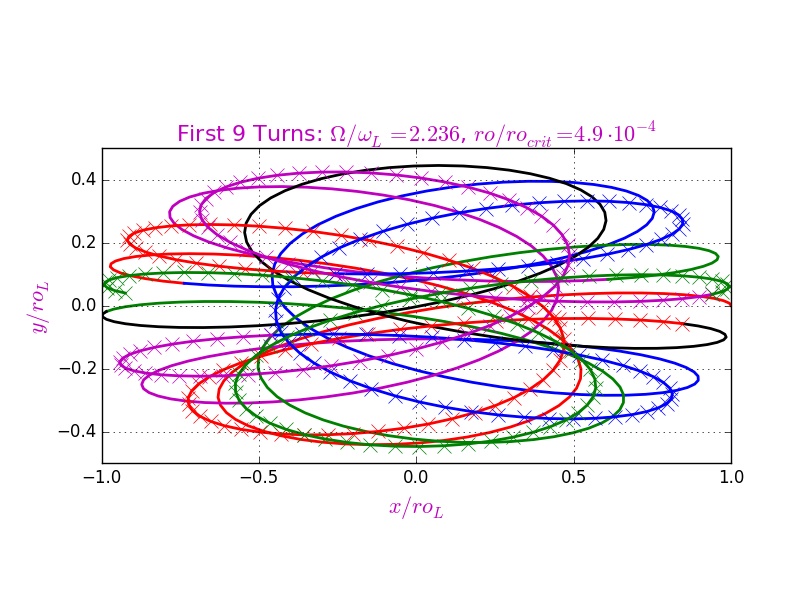 First 9 Turns: Ω/ω_L = 2.236, ro/ro_crit = 4.9 ⋅ 10^−4
0.4
0.2
0.0
−0.2
−0.4
y/ro_L
−1.0 −0.5 0.0 0.5 1.0
x/ro_L